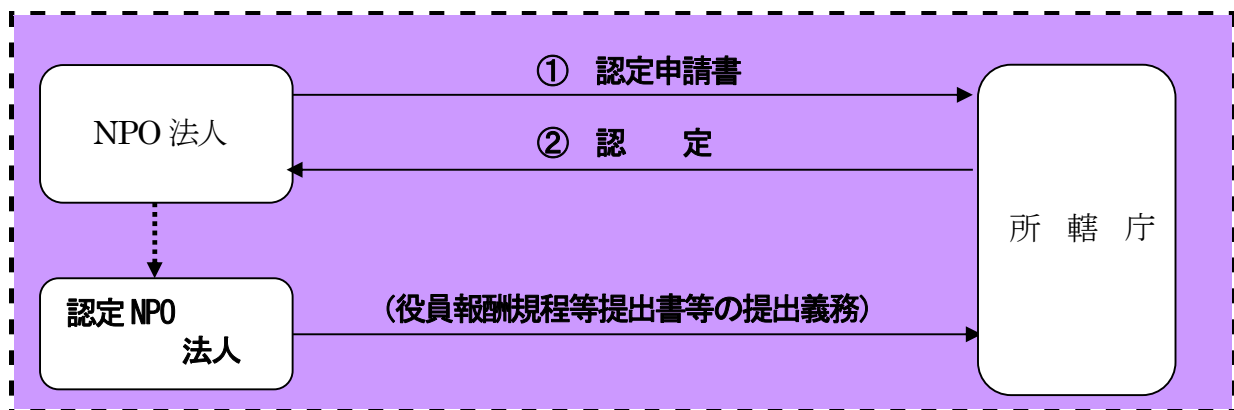 ① 認定申請書
NPO 法人
② 認　定
所 轄 庁
認定 NPO
法人
(役員報酬規程等提出書等の提出義務)